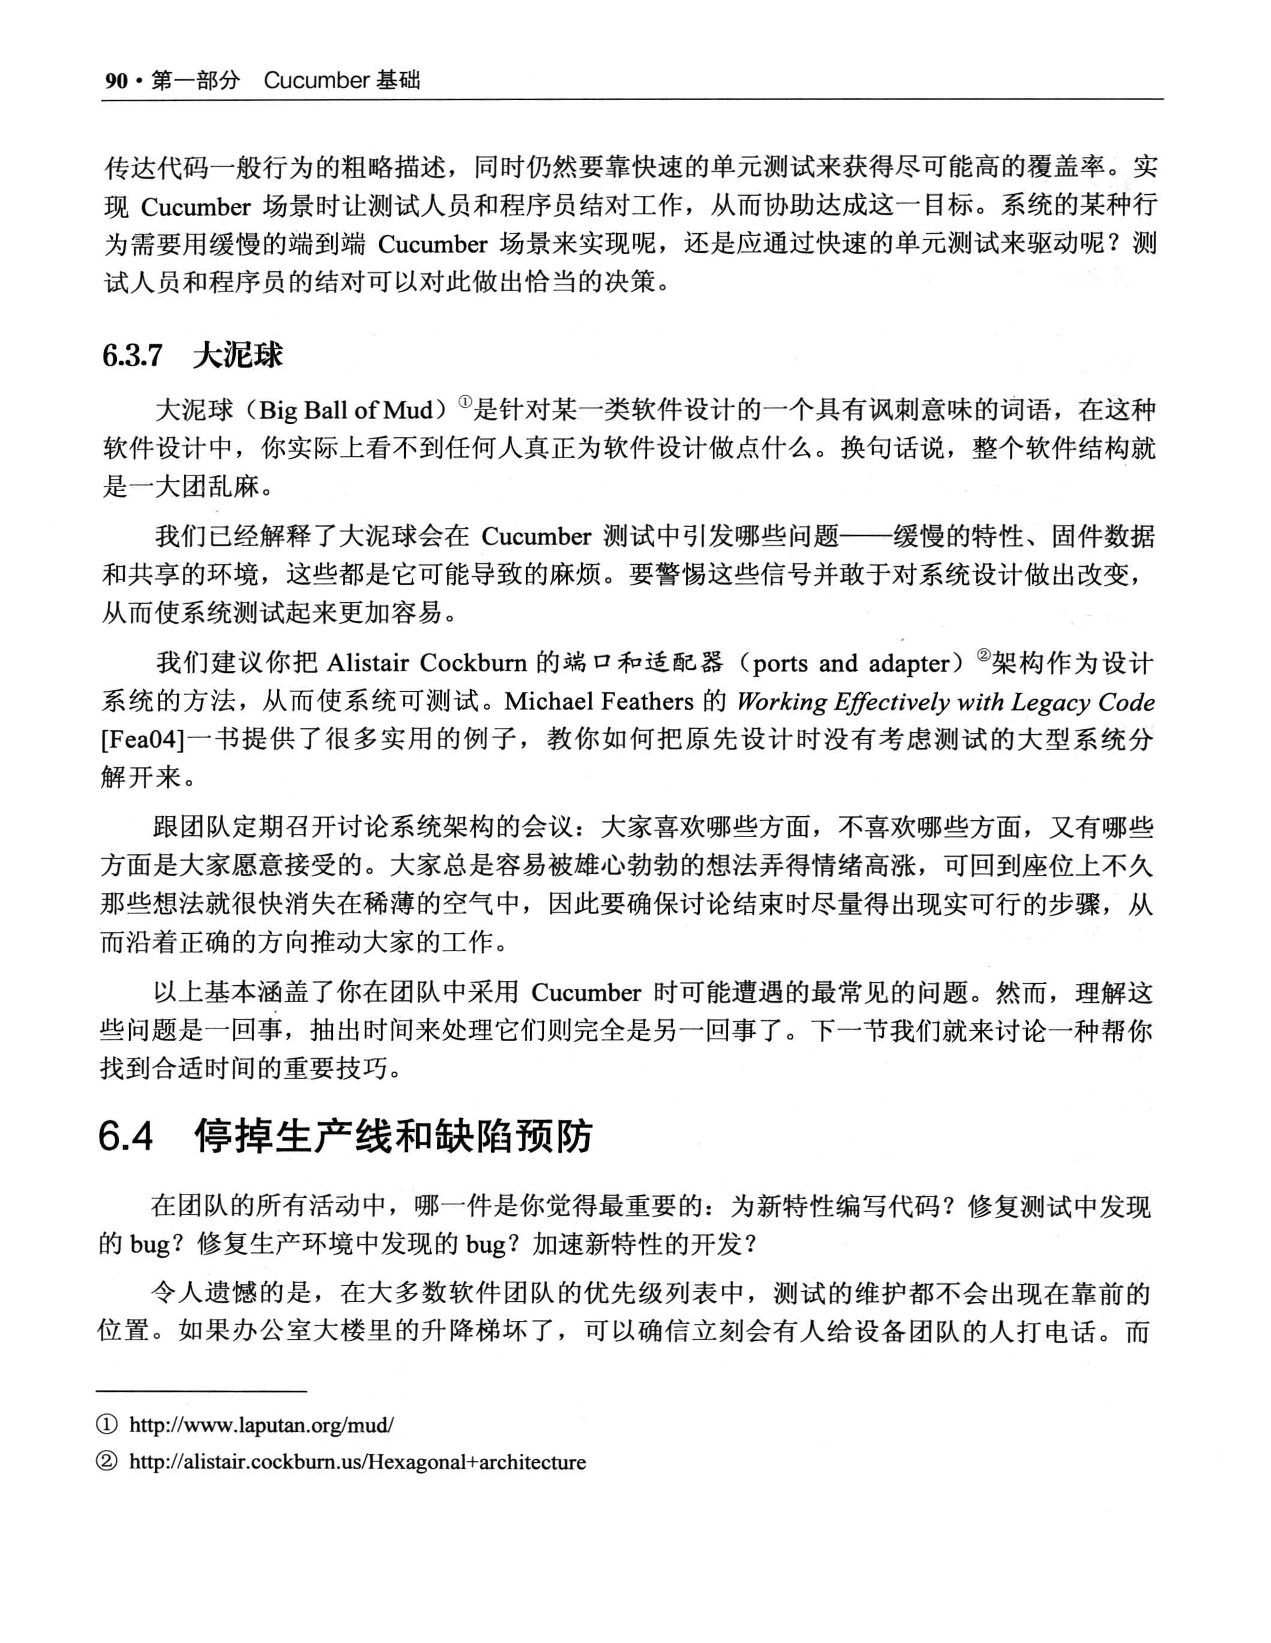 90·第一部分 Cucumber 基础
传达代码一般行为的粗略描述，同时仍然要靠快速的单元测试来获得尽可能高的覆盖率。实
现 Cucumber 场景时让测试人员和程序员结对工作，从而协助达成这一目标。系统的某种行
为需要用缓慢的端到端 Cucumber 场景来实现呢，还是应通过快速的单元测试来驱动呢？测
试人员和程序员的结对可以对此做出恰当的决策。
6.3.7 大泥球
大泥球（Big Ball of Mud）①是针对某一类软件设计的一个具有讽刺意味的词语，在这种
软件设计中，你实际上看不到任何人真正为软件设计做点什么。换句话说，整个软件结构就
是一大团乱麻。
我们已经解释了大泥球会在 Cucumber 测试中引发哪些问题——缓慢的特性、固件数据
和共享的环境，这些都是它可能导致的麻烦。要警惕这些信号并敢于对系统设计做出改变，
从而使系统测试起来更加容易。
我们建议你把 Alistair Cockburn 的端口和适配器（ports and adapter）②架构作为设计
系统的方法，从而使系统可测试。Michael Feathers 的 Working Effectively with Legacy Code
[Fea04]一书提供了很多实用的例子，教你如何把原先设计时没有考虑测试的大型系统分
解开来。
跟团队定期召开讨论系统架构的会议：大家喜欢哪些方面，不喜欢哪些方面，又有哪些
方面是大家愿意接受的。大家总是容易被雄心勃勃的想法弄得情绪高涨，可回到座位上不久
那些想法就很快消失在稀薄的空气中，因此要确保讨论结束时尽量得出现实可行的步骤，从
而沿着正确的方向推动大家的工作。
以上基本涵盖了你在团队中采用 Cucumber 时可能遭遇的最常见的问题。然而，理解这
些问题是一回事，抽出时间来处理它们则完全是另一回事了。下一节我们就来讨论一种帮你
找到合适时间的重要技巧。
6.4 停掉生产线和缺陷预防
在团队的所有活动中，哪一件是你觉得最重要的：为新特性编写代码？修复测试中发现
的 bug？修复生产环境中发现的 bug？加速新特性的开发？
令人遗憾的是，在大多数软件团队的优先级列表中，测试的维护都不会出现在靠前的
位置。如果办公室大楼里的升降梯坏了，可以确信立刻会有人给设备团队的人打电话。而
① http://www.laputan.org/mud/
② http://alistair.cockburn.us/Hexagonal+architecture